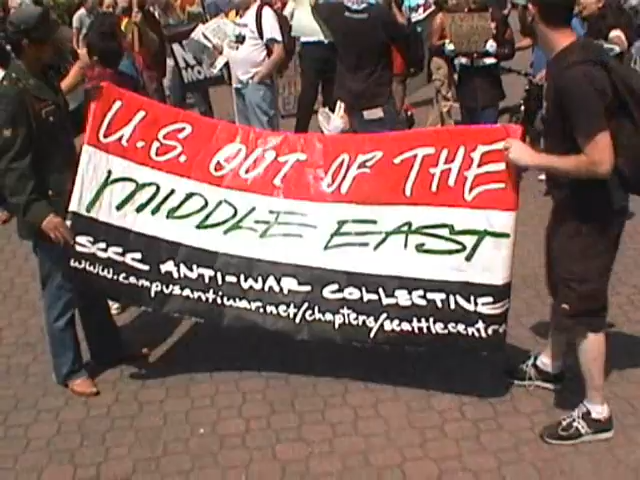 U.S. OUT OF THE
MIDDLE EAST
SCCC ANTI-WAR COLLECTIVE
www.campusantiwar.net/chapters/seattlecentr